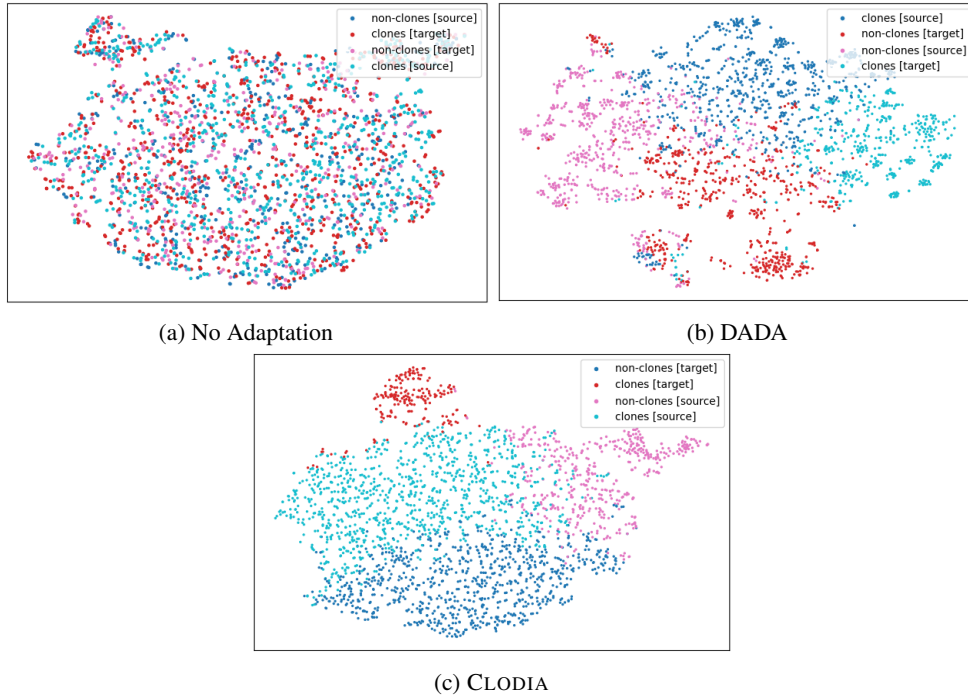 non-clones [source]
clones [target]
non-clones [target]
clones [source]
(a) No Adaptation
clones [source]
non-clones [target]
non-clones [source]
clones [target]
(b) DADA
non-clones [target]
clones [target]
non-clones [source]
clones [source]
(c) CLODIA